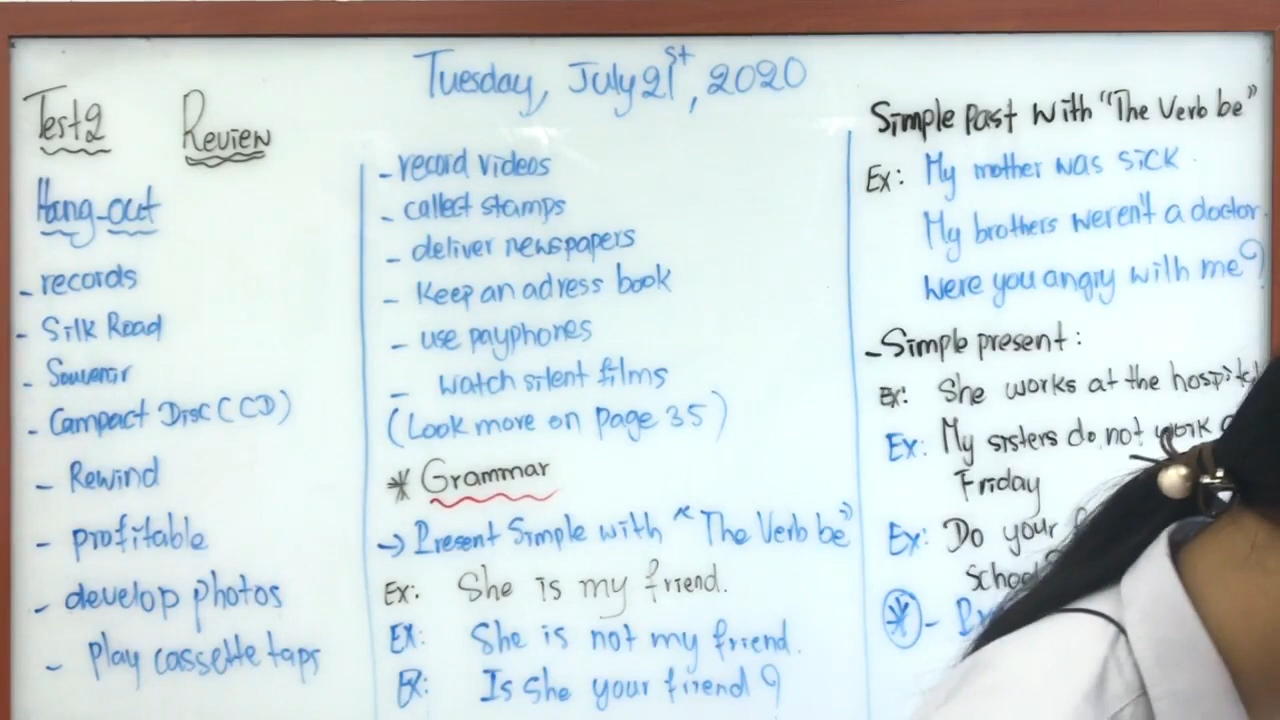 Tuesday, July 21st, 2020
Test 2 Review
Hang-out
- records
- Silk Road
- Souvenir
- Compact Disc (CD)
- Rewind
- profitable
- develop photos
- Play cassette taps
- record videos
- collect stamps
- deliver newspapers
- Keep an adress book
- use payphones
- watch silent films
(Look more on page 35)
* Grammar
→ Present Simple with "The Verb be"
Ex: She is my friend.
Ex: She is not my friend.
Ex: Is She your friend ?
Simple Past with "The Verb be"
Ex: My mother was sick.
My brothers weren't a doctor.
Were you angry with me?
- Simple present:
Ex: She works at the
Ex: My sisters do not work
Friday
Ex: Do your
school?
* -